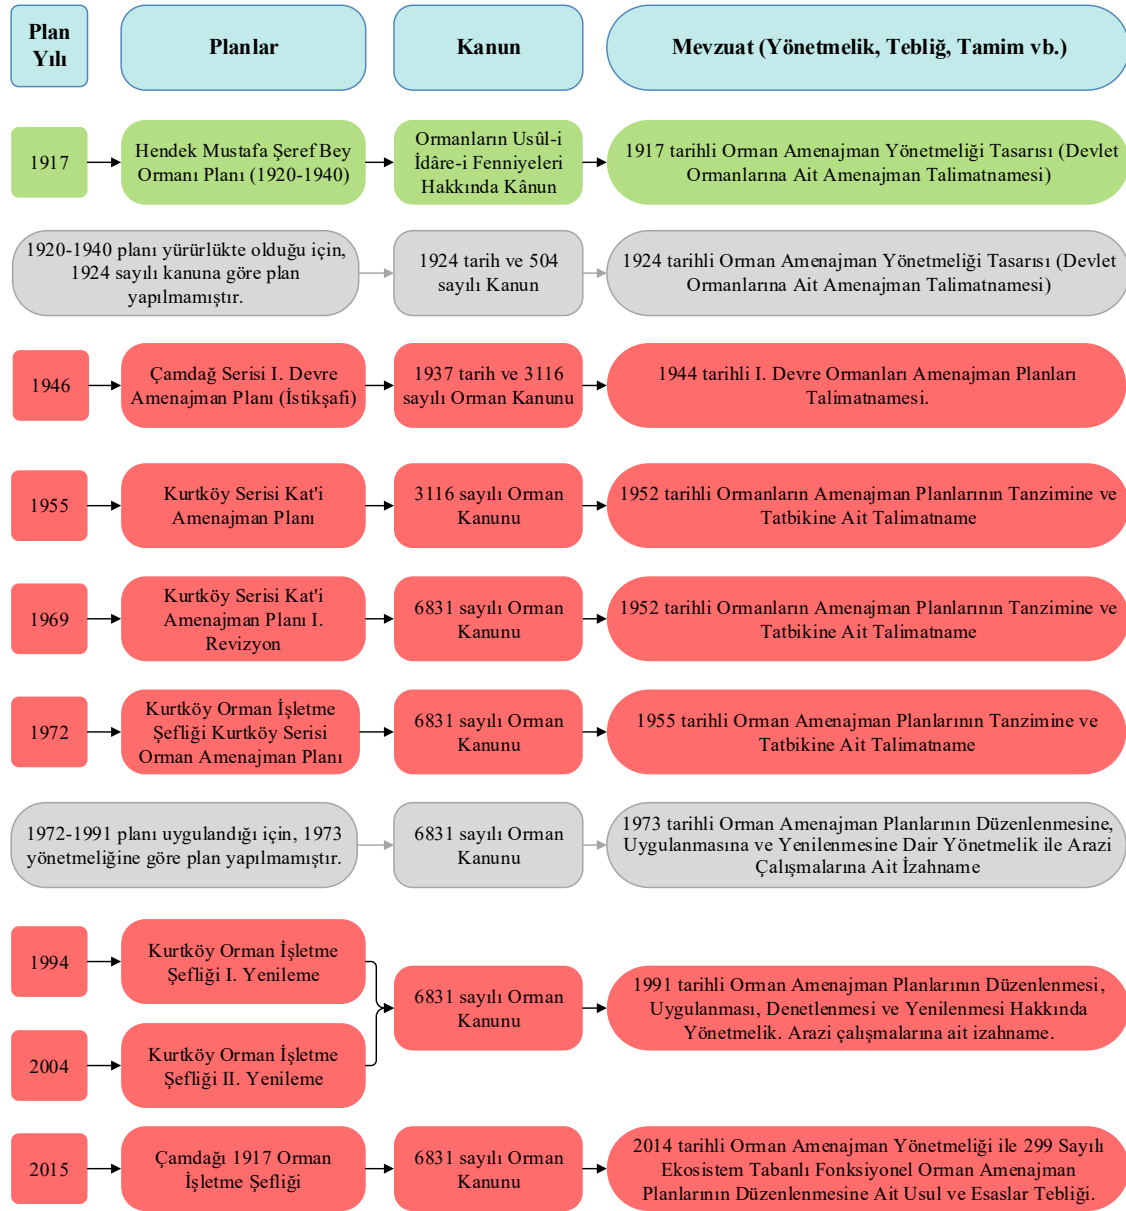 Plan
Yılı
Planlar
Kanun
Mevzuat (Yönetmelik, Tebliğ, Tamim vb.)
1917
Hendek Mustafa Şeref Bey
Ormanı Planı (1920-1940)
Ormanların Usûl-i
İdâre-i Fenniyeleri
Hakkında Kânun
1917 tarihli Orman Amenajman Yönetmeliği Tasarısı (Devlet
Ormanlarına Ait Amenajman Talimatnamesi)
1920-1940 planı yürürlükte olduğu için,
1924 sayılı kanuna göre plan
yapılmamıştır.
1924 tarih ve 504
sayılı Kanun
1924 tarihli Orman Amenajman Yönetmeliği Tasarısı (Devlet
Ormanlarına Ait Amenajman Talimatnamesi)
1946
Çamdağ Serisi I. Devre
Amenajman Planı (İstikşafi)
1937 tarih ve 3116
sayılı Orman Kanunu
1944 tarihli I. Devre Ormanları Amenajman Planları
Talimatnamesi.
1955
Kurtköy Serisi Kat'i
Amenajman Planı
3116 sayılı Orman
Kanunu
1952 tarihli Ormanların Amenajman Planlarının Tanzimine ve
Tatbikine Ait Talimatname
1969
Kurtköy Serisi Kat'i
Amenajman Planı I.
Revizyon
6831 sayılı Orman
Kanunu
1952 tarihli Ormanların Amenajman Planlarının Tanzimine ve
Tatbikine Ait Talimatname
1972
Kurtköy Orman İşletme
Şefliği Kurtköy Serisi
Orman Amenajman Planı
6831 sayılı Orman
Kanunu
1955 tarihli Orman Amenajman Planlarının Tanzimine ve
Tatbikine Ait Talimatname
1972-1991 planı uygulandığı için, 1973
yönetmeliğine göre plan yapılmamıştır.
6831 sayılı Orman
Kanunu
1973 tarihli Orman Amenajman Planlarının Düzenlenmesine,
Uygulanmasına ve Yenilenmesine Dair Yönetmelik ile Arazi
Çalışmalarına Ait İzahname
1994
Kurtköy Orman İşletme
Şefliği I. Yenileme
2004
Kurtköy Orman İşletme
Şefliği II. Yenileme
6831 sayılı Orman
Kanunu
1991 tarihli Orman Amenajman Planlarının Düzenlenmesi,
Uygulanması, Denetlenmesi ve Yenilenmesi Hakkında
Yönetmelik. Arazi çalışmalarına ait izahname.
2015
Çamdağı 1917 Orman
İşletme Şefliği
6831 sayılı Orman
Kanunu
2014 tarihli Orman Amenajman Yönetmeliği ile 299 Sayılı
Ekosistem Tabanlı Fonksiyonel Orman Amenajman
Planlarının Düzenlenmesine Ait Usul ve Esaslar Tebliği.